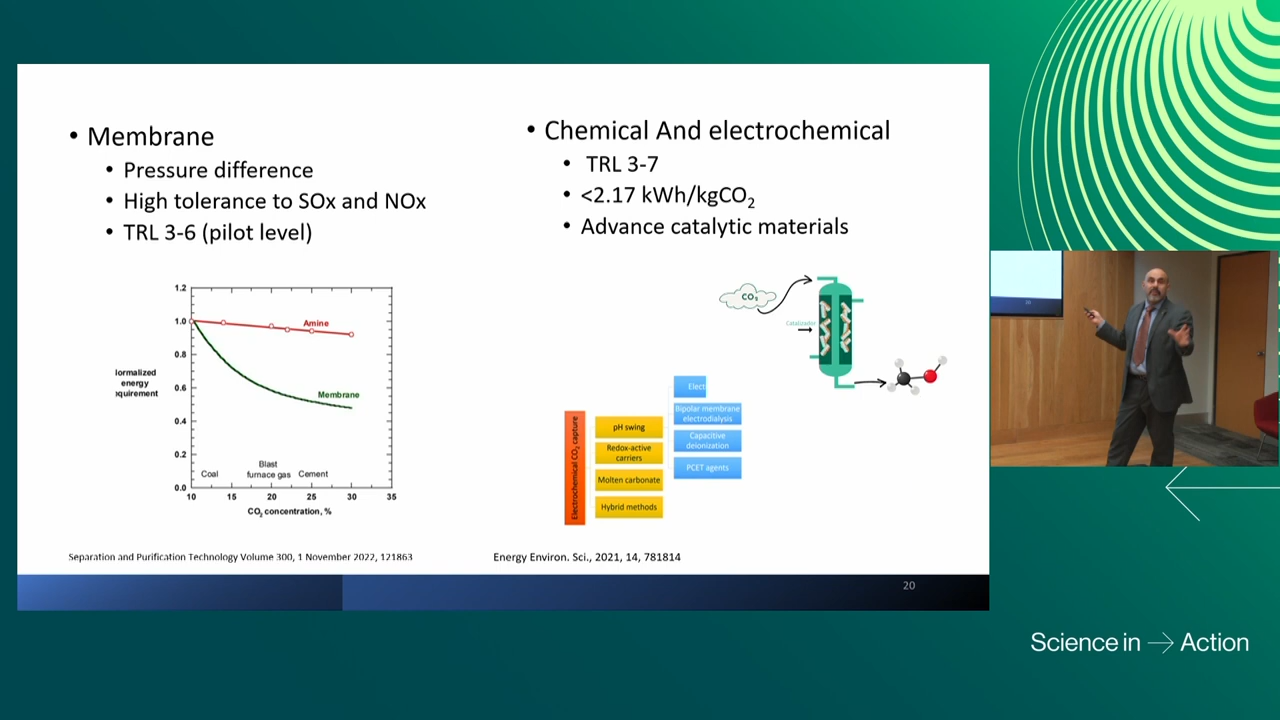 • Membrane
• Pressure difference
• High tolerance to SOx and NOx
• TRL 3-6 (pilot level)
1.2
1.0
0.8
0.6
0.4
0.2
0.0
lormalized
energy
quirement
Amine
Membrane
Coal
Blast
furnace gas
Cement
10 15 20 25 30 35
CO2 concentration, %
Separation and Purification Technology Volume 300, 1 November 2022, 121863
• Chemical And electrochemical
• TRL 3-7
• <2.17 kWh/kgCO₂
• Advance catalytic materials
CO₂
Catalizador
Electrochemical CO₂ capture
pH swing
Redox-active
carriers
Molten carbonate
Hybrid methods
Elect
Bipolar membrane
electrodialysis
Capacitive
deionization
PCET agents
Energy Environ. Sci., 2021, 14, 781814
20
20
Science in → Action